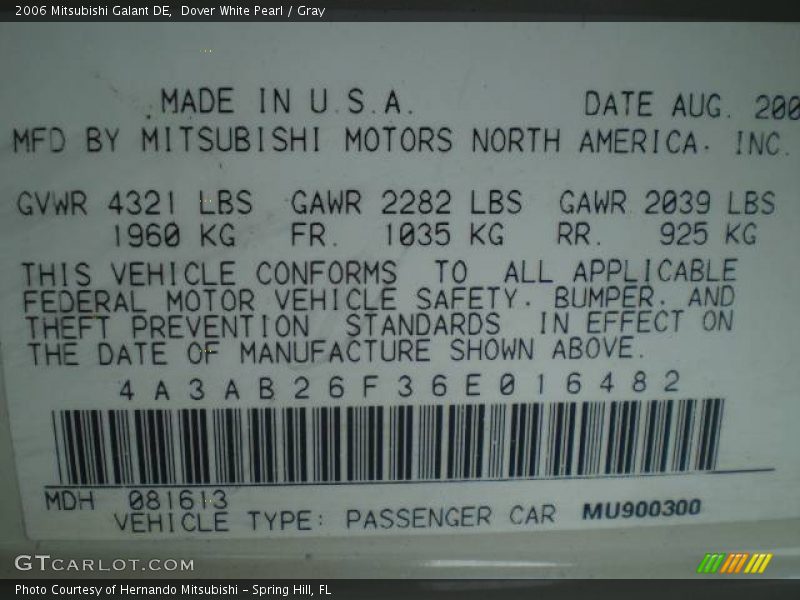 2006 Mitsubishi Galant DE,  Dover White Pearl / Gray
MADE IN U.S.A. DATE AUG. 200
MFD BY MITSUBISHI MOTORS NORTH AMERICA. INC.
GVWR 4321 LBS GAWR 2282 LBS GAWR 2039 LBS
1960 KG FR. 1035 KG RR. 925 KG
THIS VEHICLE CONFORMS TO ALL APPLICABLE
FEDERAL MOTOR VEHICLE SAFETY. BUMPER. AND
THEFT PREVENTION STANDARDS IN EFFECT ON
THE DATE OF MANUFACTURE SHOWN ABOVE.
4A3AB26F36E016482
MDH 081613
VEHICLE TYPE: PASSENGER CAR MU900300
GTCARLOT.COM
Photo Courtesy of Hernando Mitsubishi - Spring Hill, FL